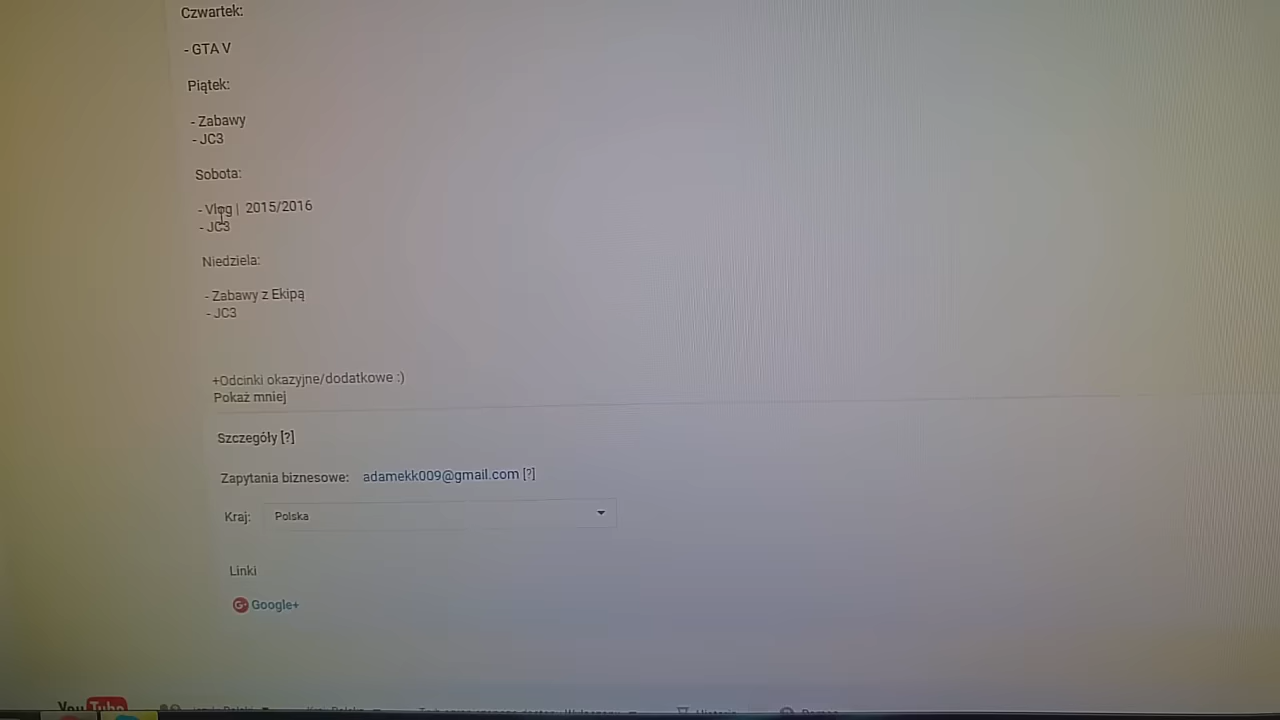 Czwartek:
- GTA V
Piątek:
- Zabawy
- JC3
Sobota:
- Vlog | 2015/2016
- JC3
Niedziela:
- Zabawy z Ekipą
- JC3
+Odcinki okazyjne/dodatkowe :)
Pokaż mniej
Szczegóły [?]
Zapytania biznesowe: adamekk009@gmail.com [?]
Kraj: Polska
Linki
G+ Google+
YouTube